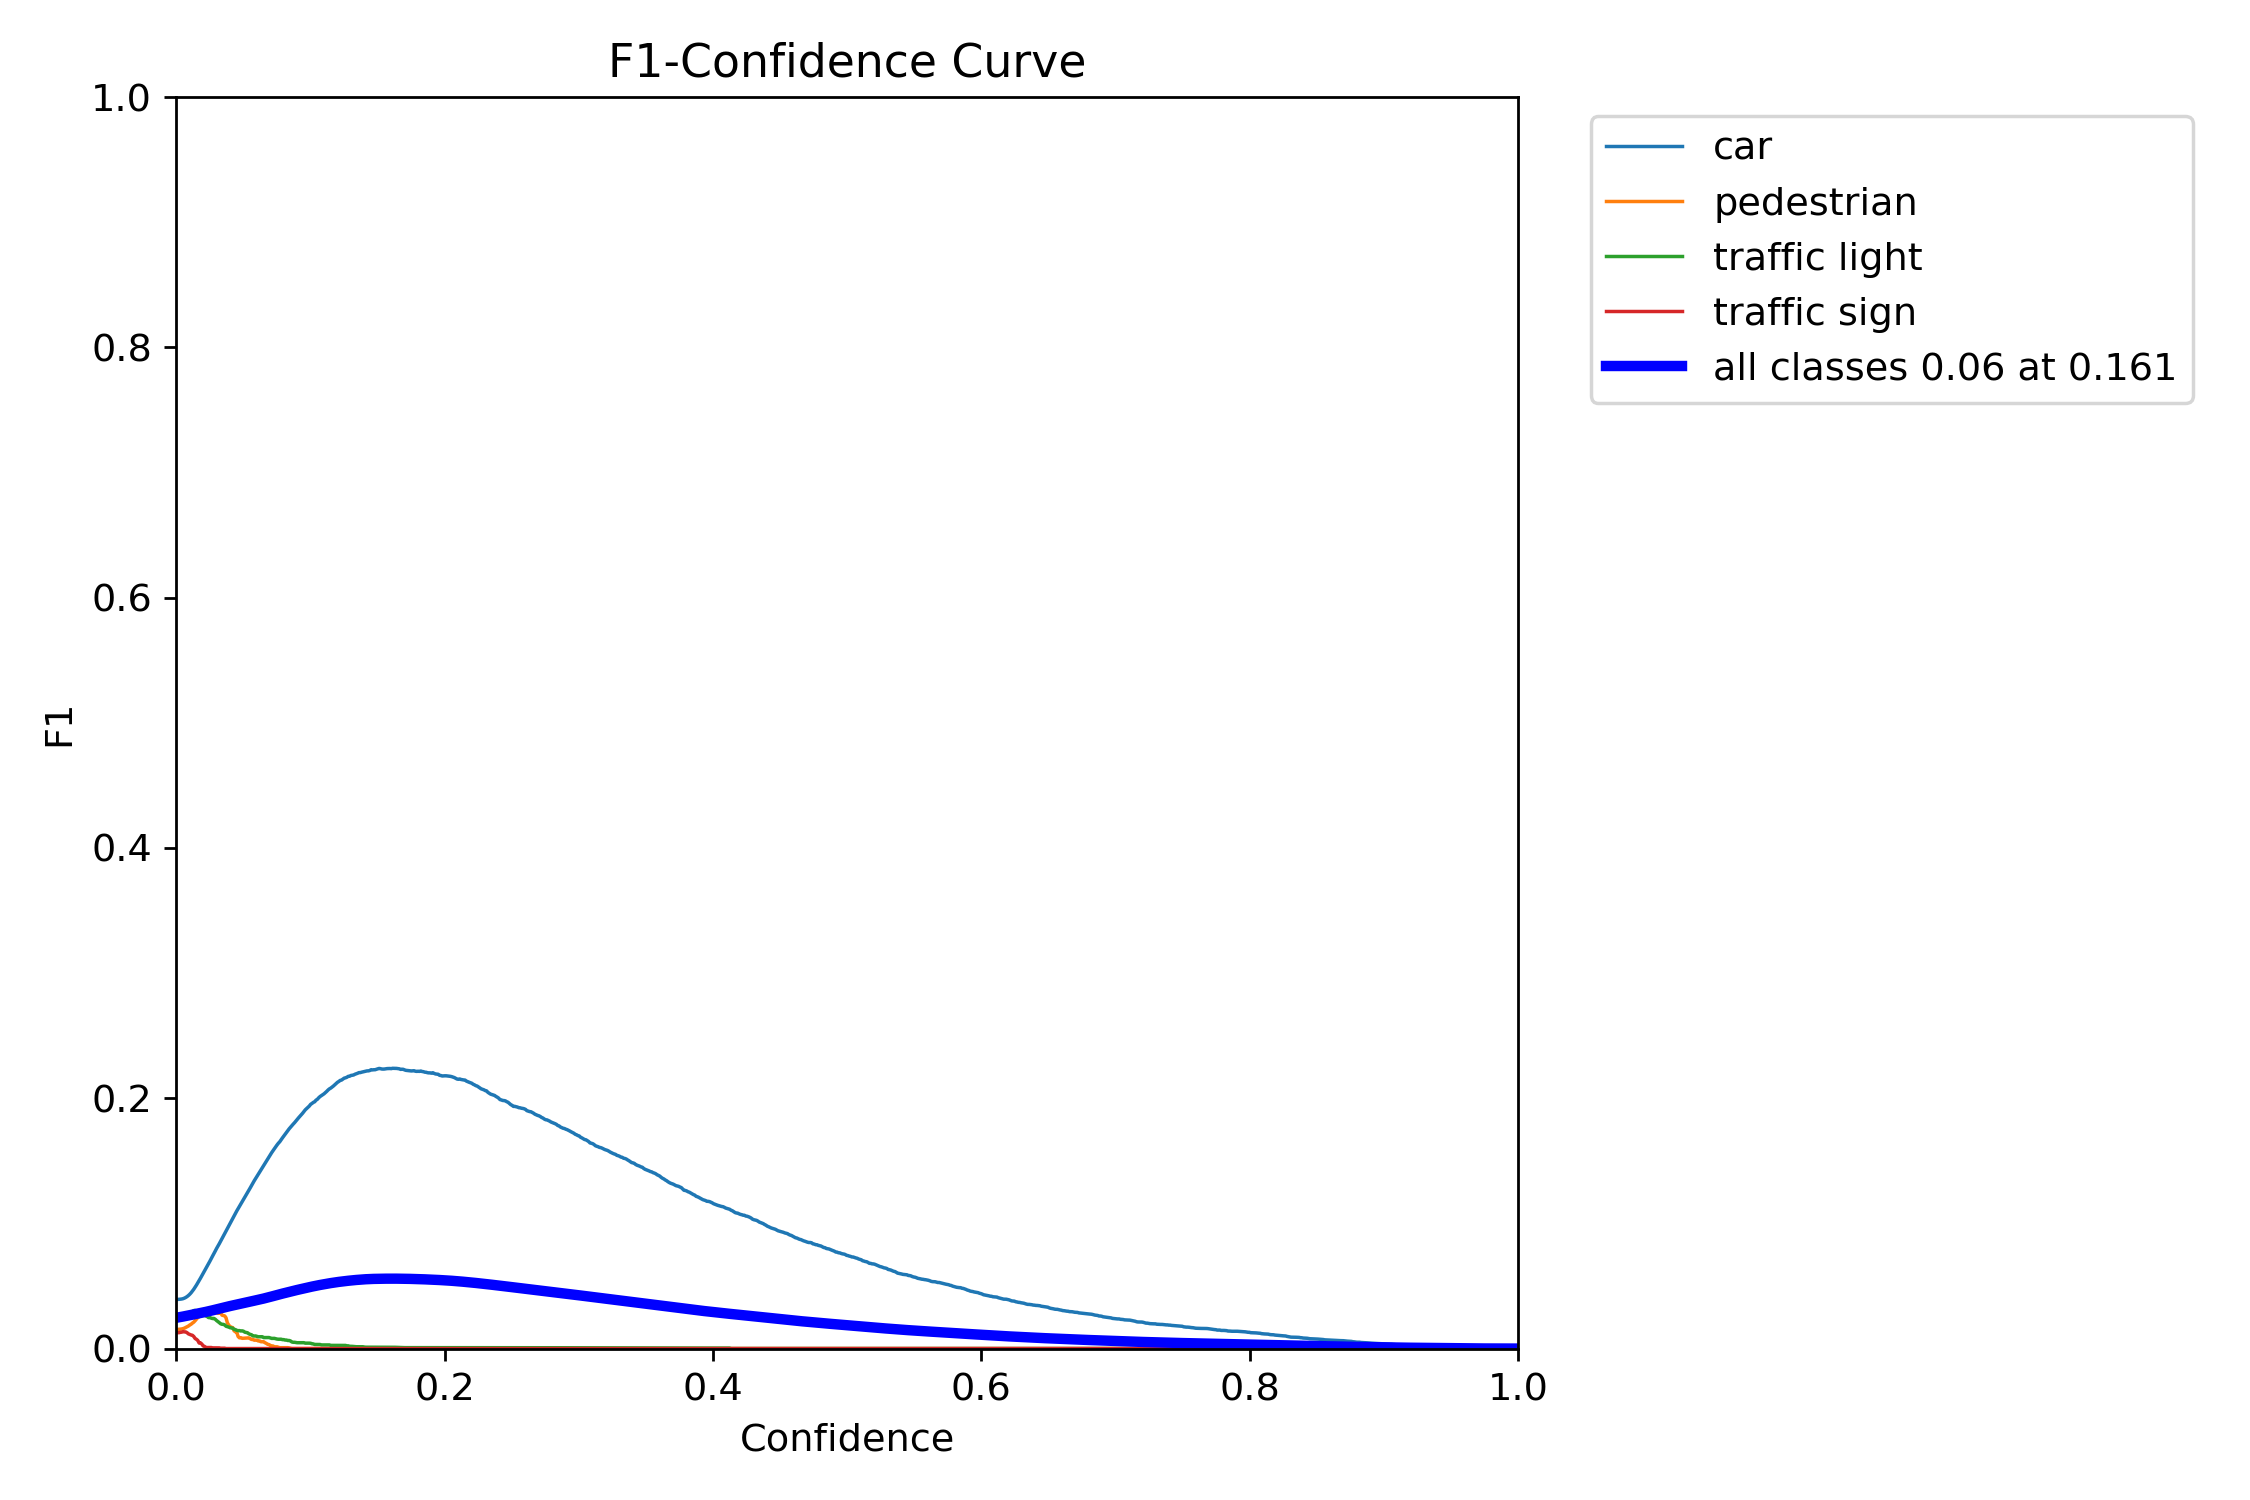 F1-Confidence Curve
1.0
0.8
0.6
0.4
0.2
0.0
F1
0.0 0.2 0.4 0.6 0.8 1.0
Confidence
car
pedestrian
traffic light
traffic sign
all classes 0.06 at 0.161